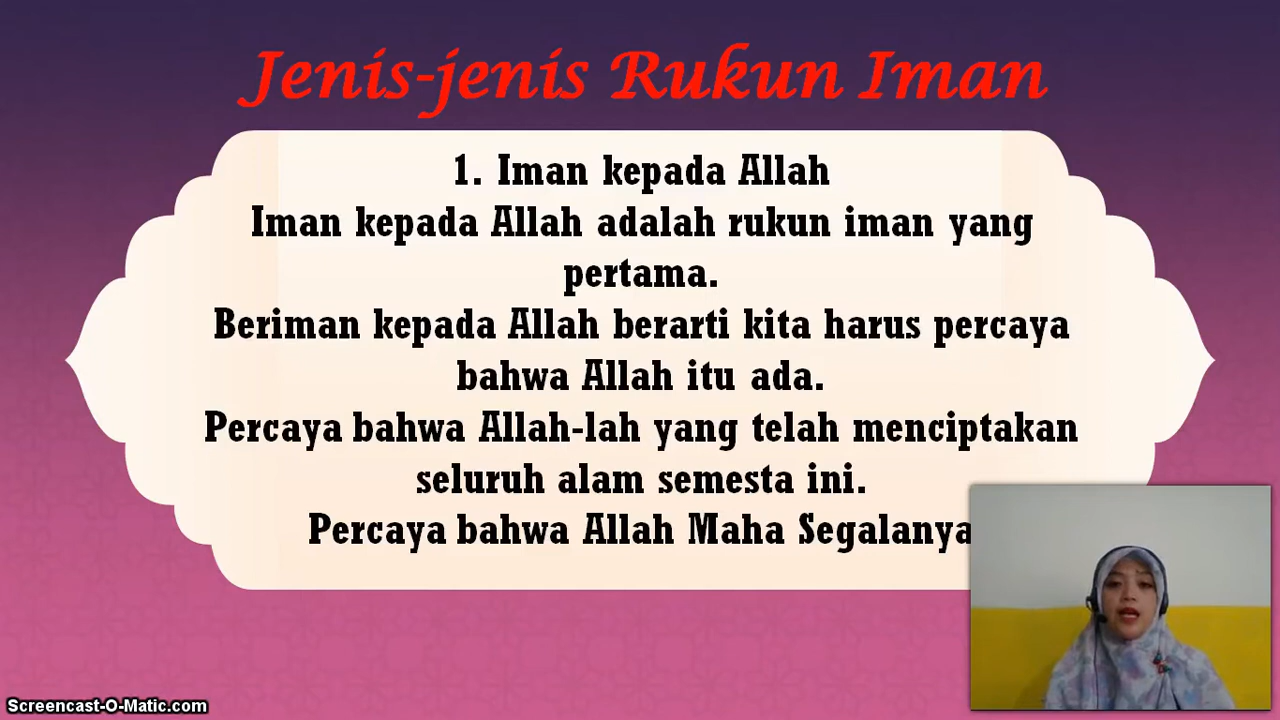 Jenis-jenis Rukun Iman
1. Iman kepada Allah
Iman kepada Allah adalah rukun iman yang
pertama.
Beriman kepada Allah berarti kita harus percaya
bahwa Allah itu ada.
Percaya bahwa Allah-lah yang telah menciptakan
seluruh alam semesta ini.
Percaya bahwa Allah Maha Segalanya
Screencast-O-Matic.com